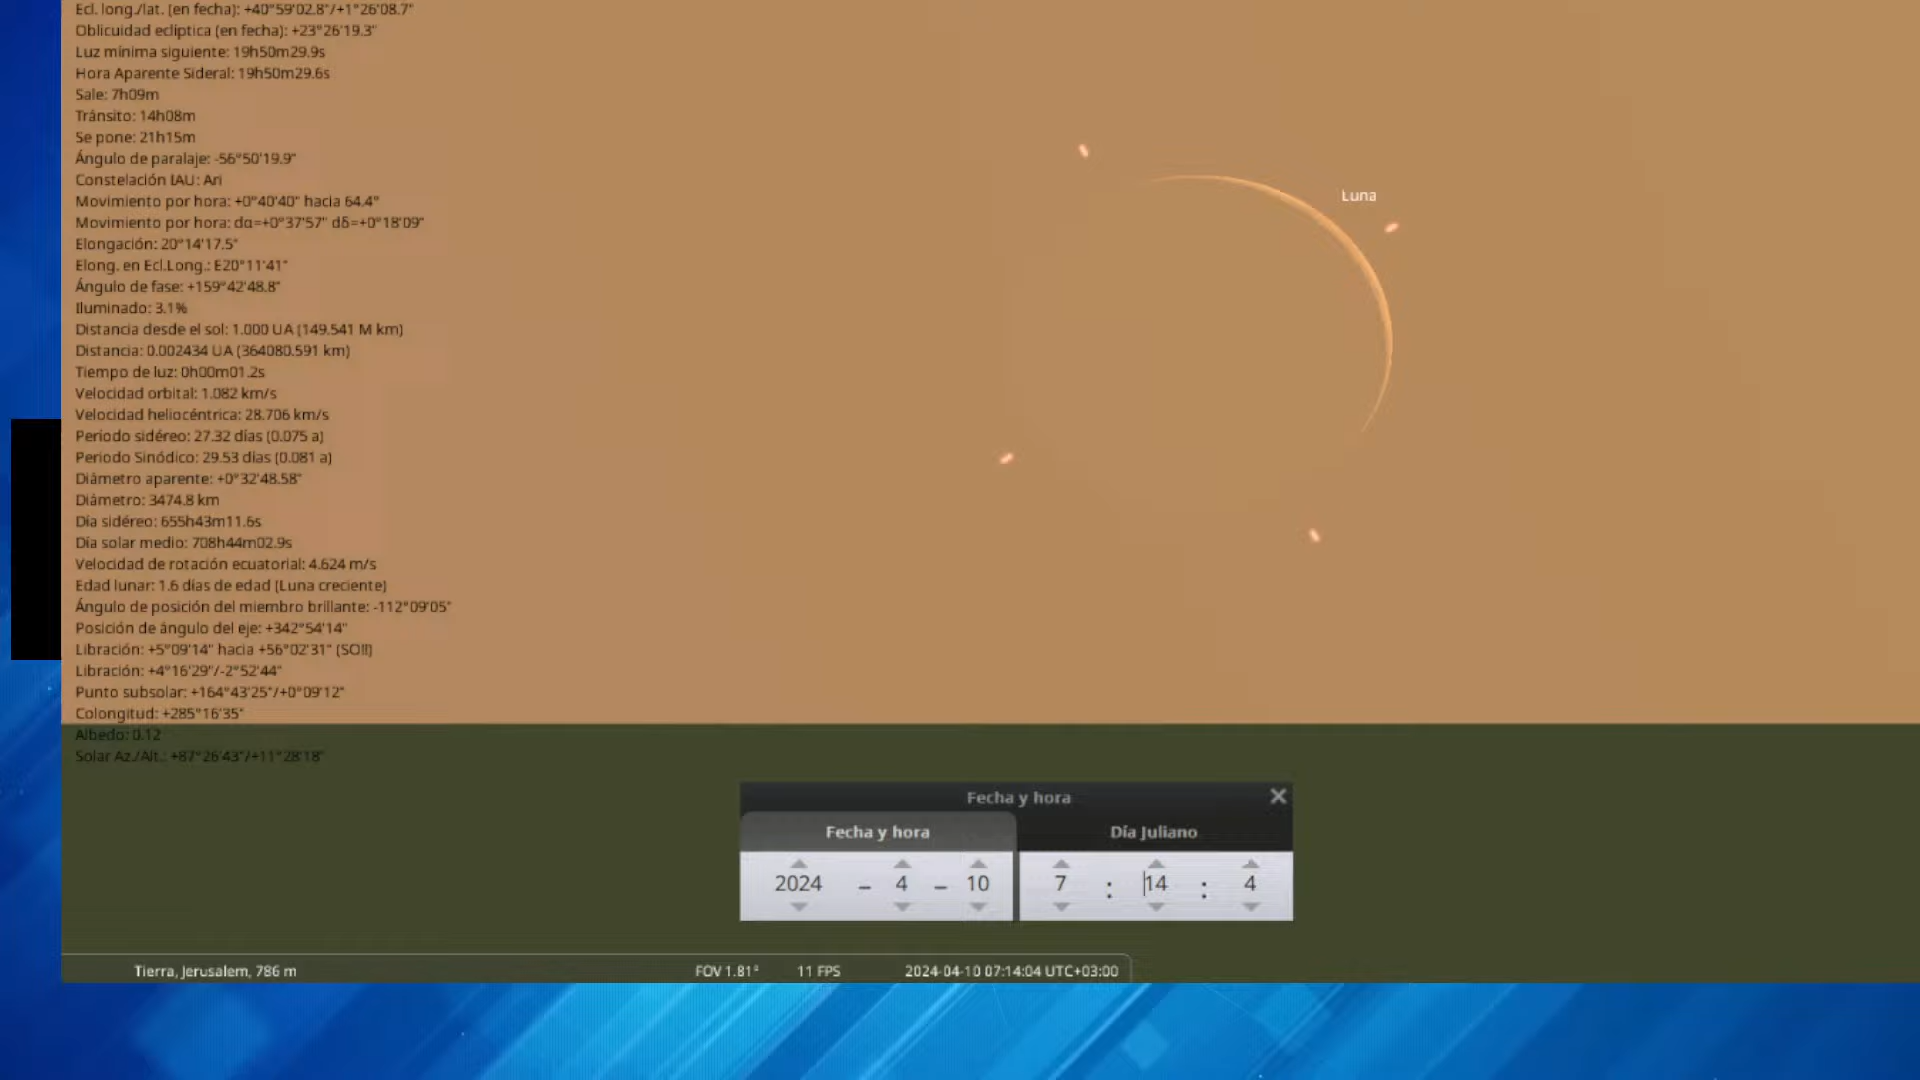 Ecl. long./lat. (en fecha): +40°59'02.8"/+1°26'08.7"
Oblicuidad eclíptica (en fecha): +23°26'19.3"
Luz mínima siguiente: 19h50m29.9s
Hora Aparente Sideral: 19h50m29.6s
Sale: 7h09m
Tránsito: 14h08m
Se pone: 21h15m
Ángulo de paralaje: -56°50'19.9"
Constelación IAU: Ari
Movimiento por hora: +0°40'40" hacia 64.4°
Movimiento por hora: dα=+0°37'57" dδ=+0°18'09"
Elongación: 20°14'17.5"
Elong. en Ecl.Long.: E20°11'41"
Ángulo de fase: +159°42'48.8"
Iluminado: 3.1%
Distancia desde el sol: 1.000 UA (149.541 M km)
Distancia: 0.002434 UA (364080.591 km)
Tiempo de luz: 0h00m01.2s
Velocidad orbital: 1.082 km/s
Velocidad heliocéntrica: 28.706 km/s
Período sidéreo: 27.32 días (0.075 a)
Periodo Sinódico: 29.53 días (0.081 a)
Diámetro aparente: +0°32'48.58"
Diámetro: 3474.8 km
Día sidéreo: 655h43m11.6s
Día solar medio: 708h44m02.9s
Velocidad de rotación ecuatorial: 4.624 m/s
Edad lunar: 1.6 días de edad (Luna creciente)
Ángulo de posición del miembro brillante: -112°09'05"
Posición de ángulo del eje: +342°54'14"
Libración: +5°09'14" hacia +56°02'31" (SO!!)
Libración: +4°16'29"/-2°52'44"
Punto subsolar: +164°43'25"/+0°09'12"
Colongitud: +285°16'35"
Albedo: 0.12
Solar Az./Alt.: +87°26'43"/+11°28'18"
Luna
Fecha y hora
Fecha y hora Día Juliano
2024 – 4 – 10 7 : 14 : 4
Tierra, Jerusalem, 786 m FOV 1.81° 11 FPS 2024-04-10 07:14:04 UTC+03:00